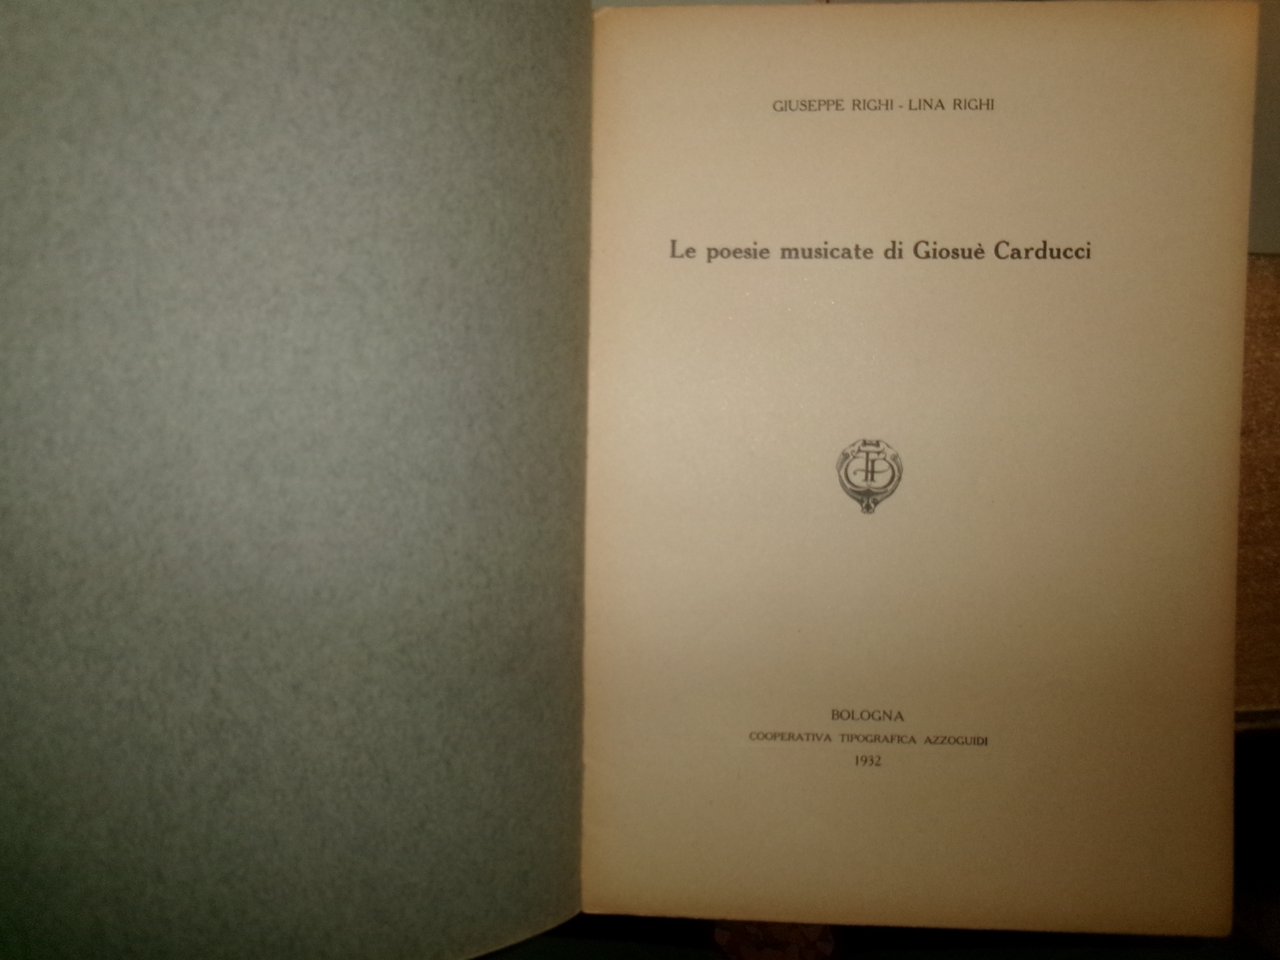 GIUSEPPE RIGHI - LINA RIGHI
Le poesie musicate di Giosuè Carducci
BOLOGNA
COOPERATIVA TIPOGRAFICA AZZOGUIDI
1932